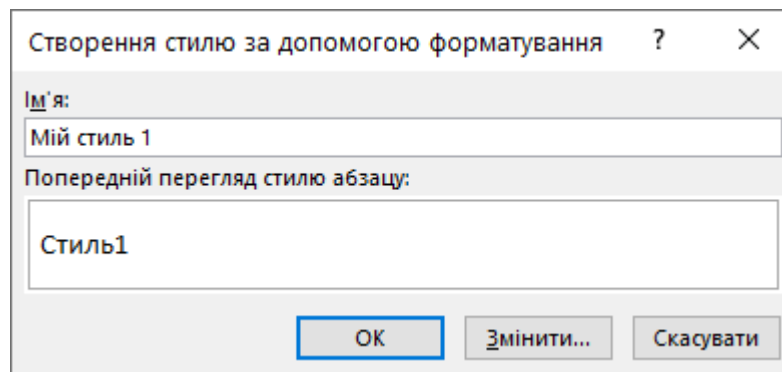 Створення стилю за допомогою форматування ?
Ім'я:
Мій стиль 1
Попередній перегляд стилю абзацу:
Стиль1
ОК Змінити... Скасувати